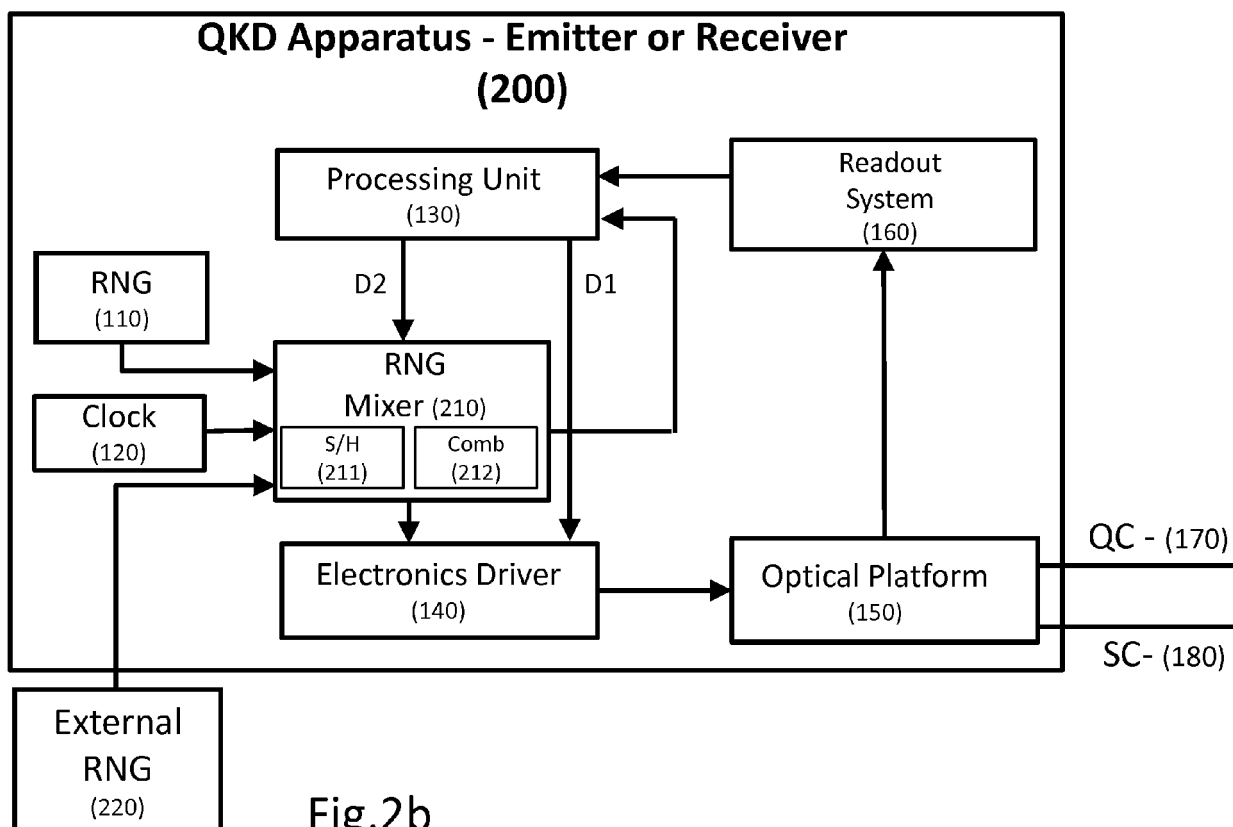 QKD Apparatus - Emitter or Receiver
(200)
Processing Unit
(130)
Readout
System
(160)
RNG
(110)
D2
D1
RNG
Mixer (210)
Clock
(120)
S/H
(211)
Comb
(212)
Electronics Driver
(140)
Optical Platform
(150)
QC - (170)
SC- (180)
External
RNG
(220)
Fig.2b